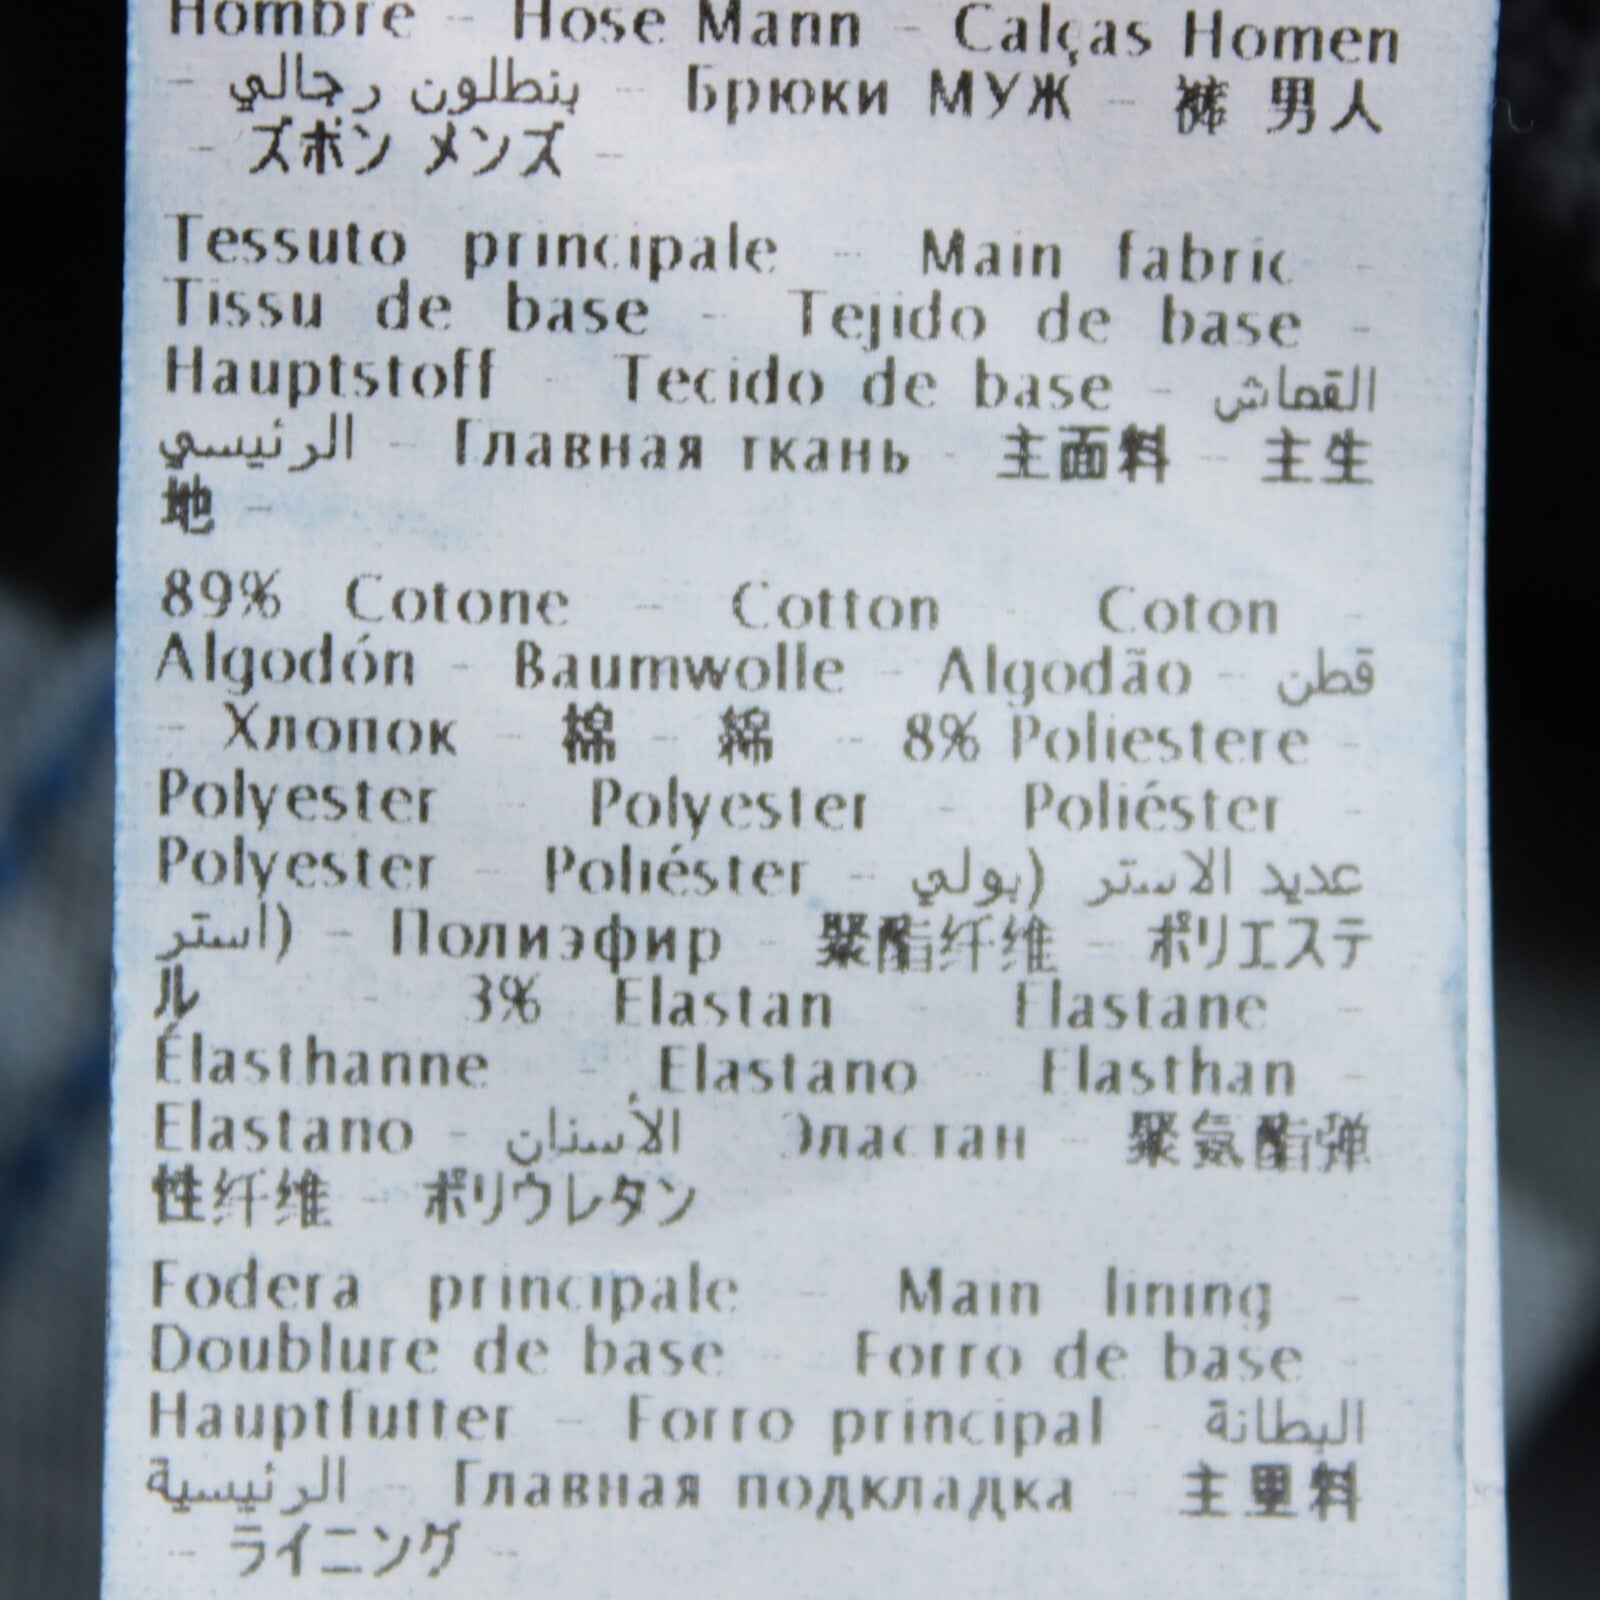 Hombre - Hose Mann - Calças Homen
- بنطلون رجالي - Брюки МУЖ - 裤 男人
- ズボン メンズ -
Tessuto principale - Main fabric -
Tissu de base - Tejido de base -
Hauptstoff - Tecido de base - القماش
الرئيسي - Главная ткань - 主面料 - 主生
地 -
89% Cotone - Cotton - Coton -
Algodón - Baumwolle - Algodão - قطن
- Хлопок - 棉 - 綿 - 8% Poliestere -
Polyester - Polyester - Poliéster -
Polyester - Poliéster - عديد الاستر (بولي
استر) - Полиэфир - 聚酯纤维 - ポリエステ
ル - 3% Elastan - Elastane -
Élasthanne - Elastano - Elasthan -
Elastano - الأسنان - Эластан - 聚氨酯弹
性纤维 - ポリウレタン
Fodera principale - Main lining -
Doublure de base - Forro de base -
Hauptfutter - Forro principal - البطانة
الرئيسية - Главная подкладка - 主里料
- ライニング -